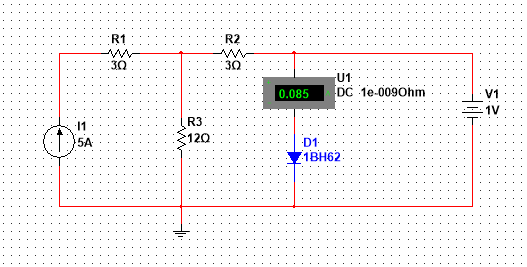 R1
3Ω
R2
3Ω
U1
0.085
DC 1e-009Ohm
V1
1V
I1
5A
R3
12Ω
D1
1BH62